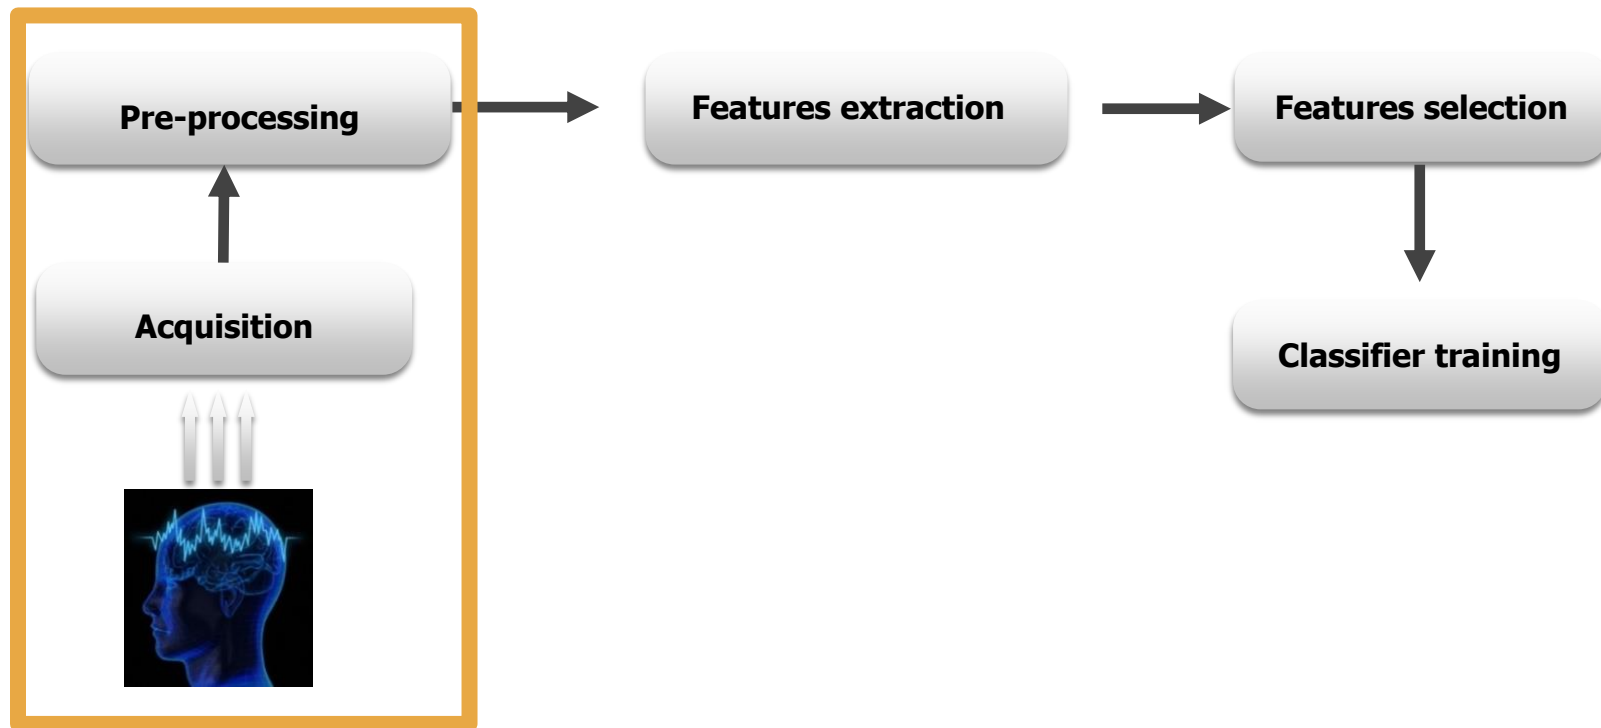 Pre-processing
Features extraction
Features selection
Acquisition
Classifier training